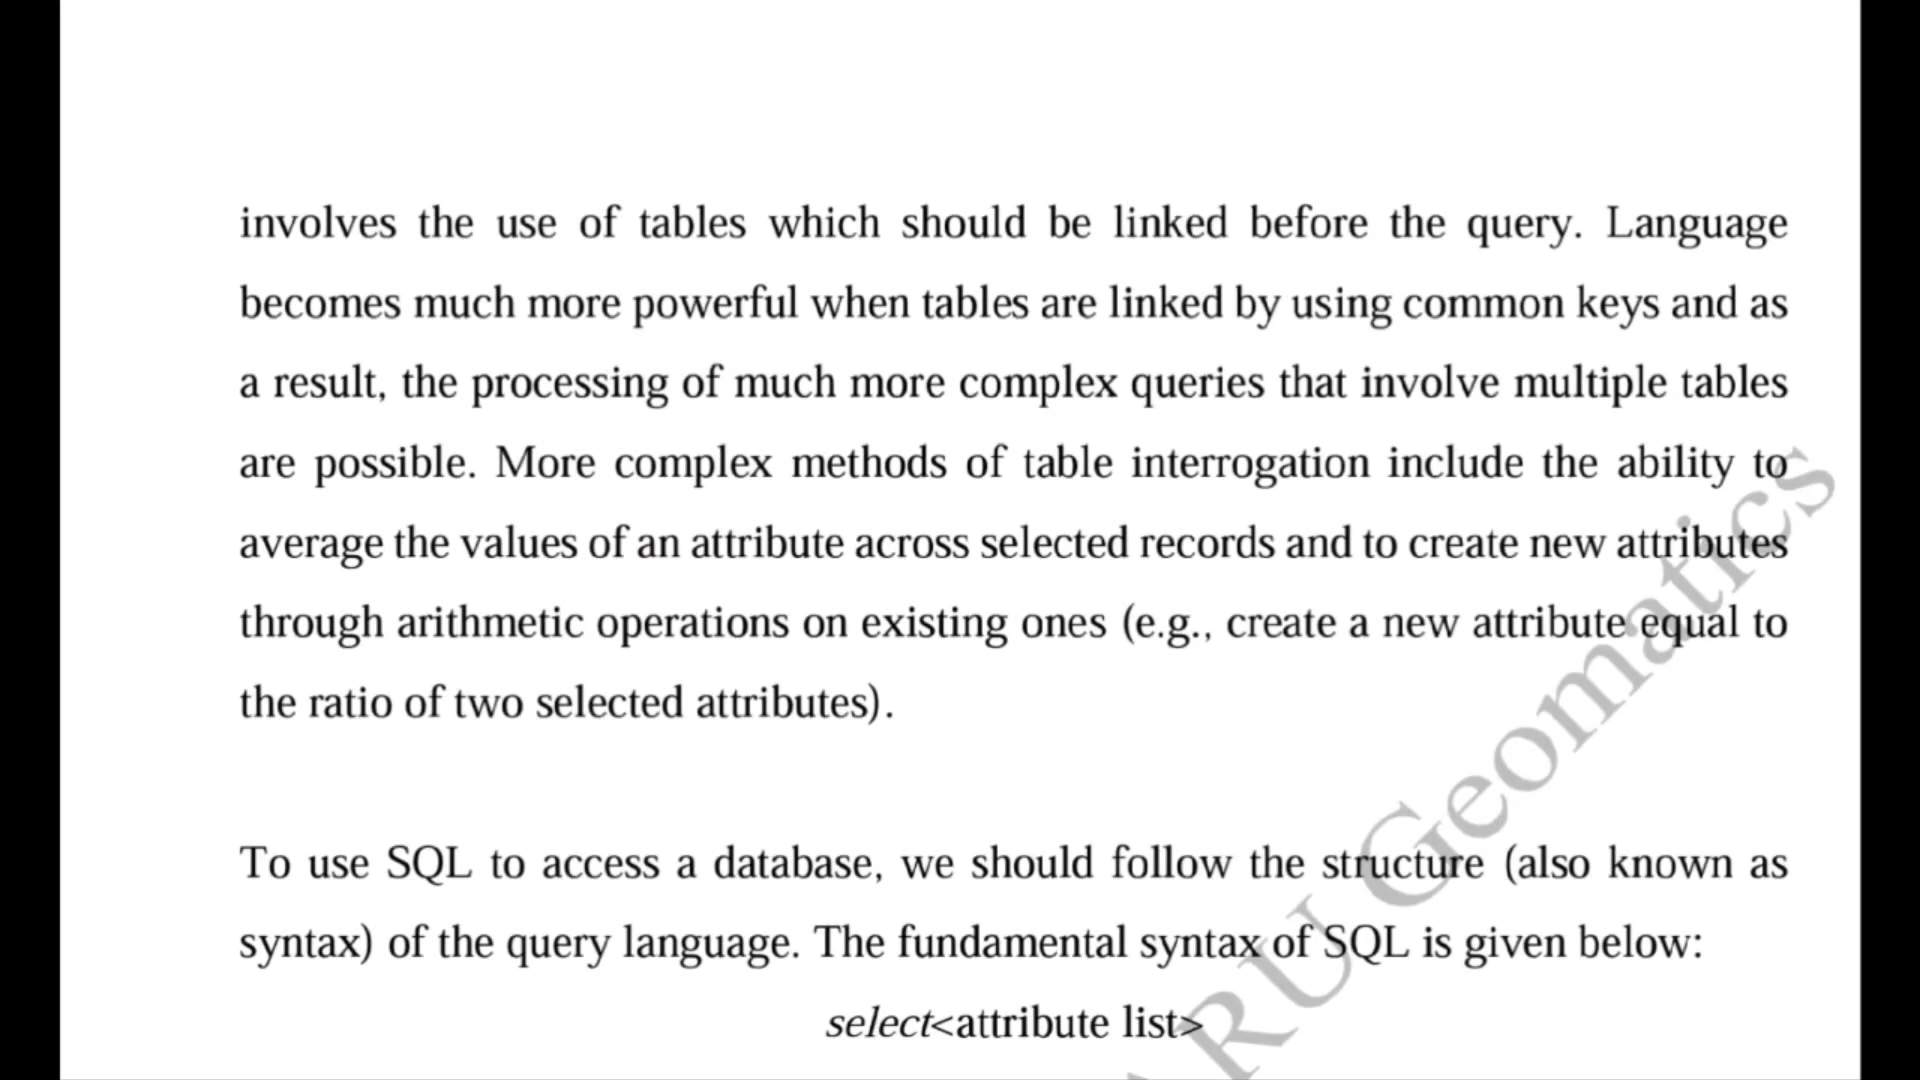 involves the use of tables which should be linked before the query. Language
becomes much more powerful when tables are linked by using common keys and as
a result, the processing of much more complex queries that involve multiple tables
are possible. More complex methods of table interrogation include the ability to
average the values of an attribute across selected records and to create new attributes
through arithmetic operations on existing ones (e.g., create a new attribute equal to
the ratio of two selected attributes).
To use SQL to access a database, we should follow the structure (also known as
syntax) of the query language. The fundamental syntax of SQL is given below:
select<attribute list>
RU Geomatics